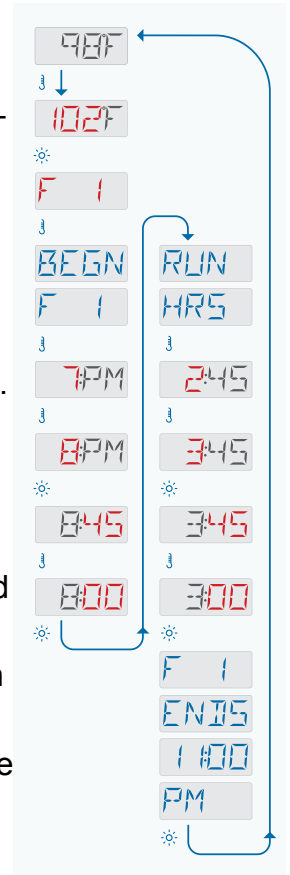 98F
102F
F 1
BEGN
F 1
7:PM
8:PM
8:45
8:00
RUN
HRS
2:45
3:45
3:45
3:00
F 1
ENDS
11:00
PM